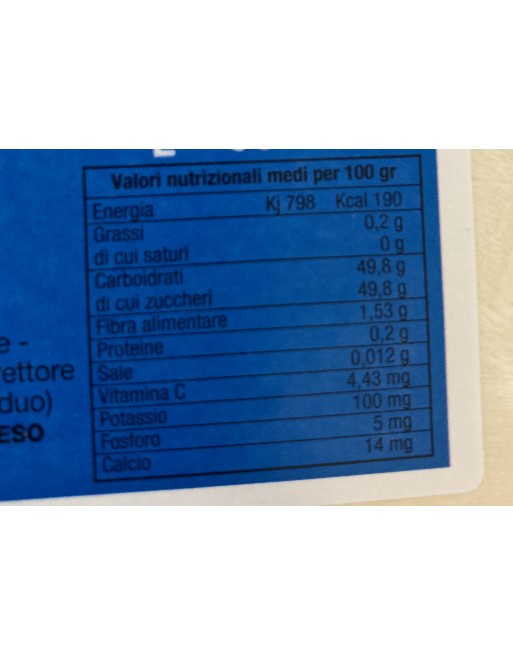 Valori nutrizionali medi per 100 gr
Energia Kj 798 Kcal 190
Grassi 0,2 g
di cui saturi 0 g
Carboidrati 49,8 g
di cui zuccheri 49,8 g
Fibra alimentare 1,53 g
Proteine 0,2 g
Sale 0,012 g
Vitamina C 4,43 mg
Potassio 100 mg
Fosforo 5 mg
Calcio 14 mg
e -
rettore
duo)
ESO